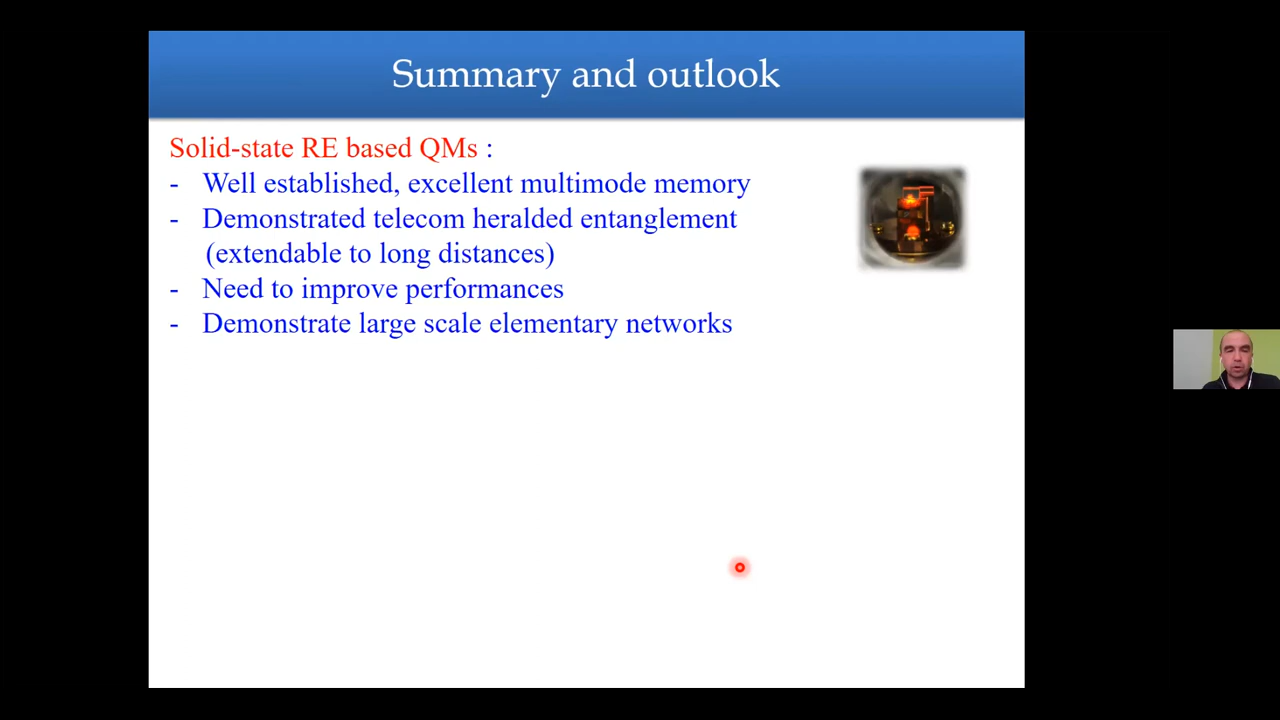 Summary and outlook
Solid-state RE based QMs :
- Well established, excellent multimode memory
- Demonstrated telecom heralded entanglement
(extendable to long distances)
- Need to improve performances
- Demonstrate large scale elementary networks